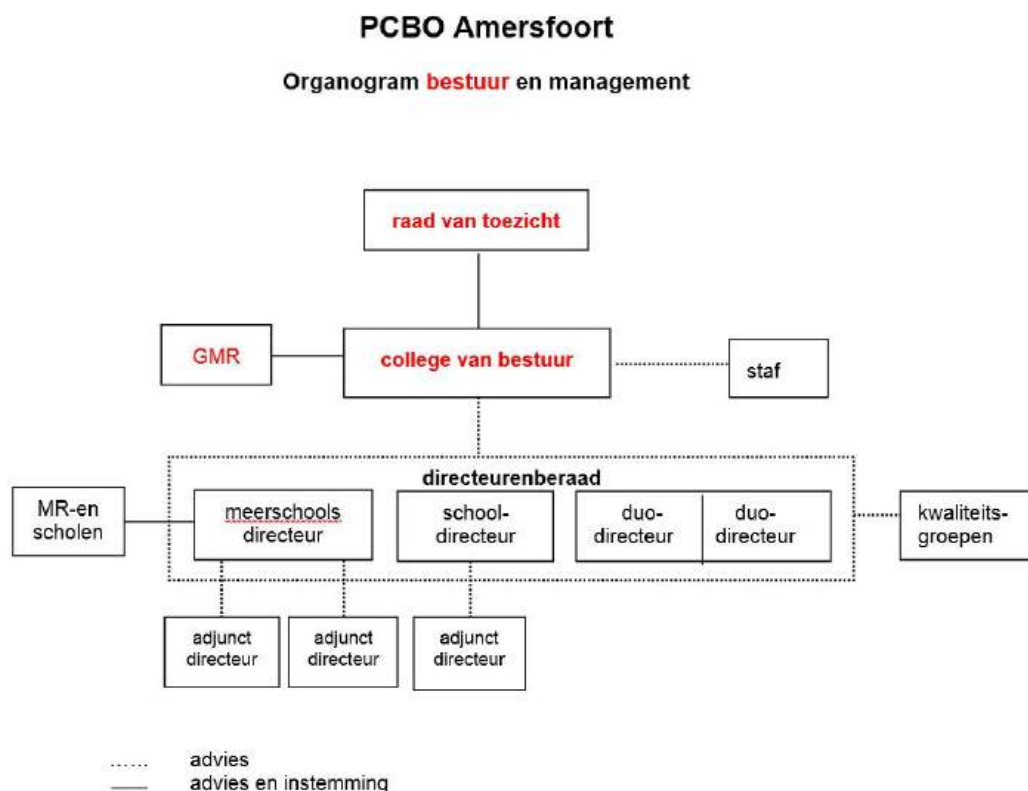 PCBO Amersfoort
Organogram bestuur en management
raad van toezicht
GMR
college van bestuur
staf
directeurenberaad
MR-en
scholen
meerschools
directeur
school-
directeur
duo-
directeur
duo-
directeur
kwaliteits-
groepen
adjunct
directeur
adjunct
directeur
adjunct
directeur
...... advies
—— advies en instemming